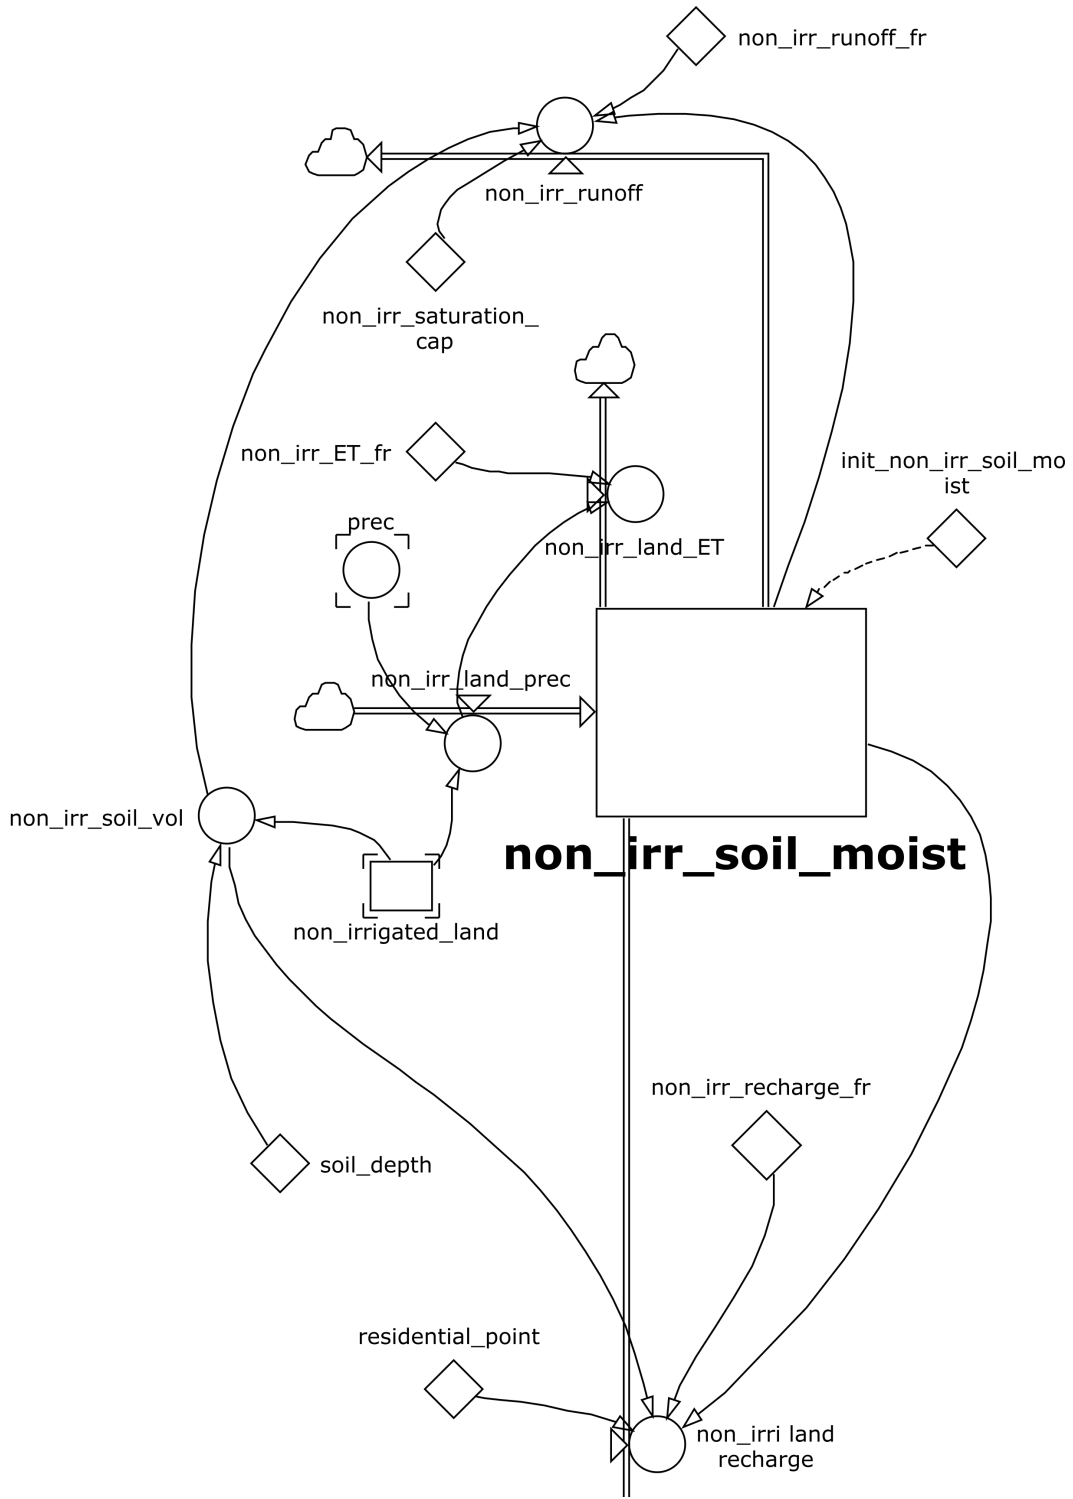 non_irr_runoff_fr
non_irr_runoff
non_irr_saturation_
cap
non_irr_ET_fr
init_non_irr_soil_mo
ist
prec
non_irr_land_ET
non_irr_land_prec
non_irr_soil_vol
non_irr_soil_moist
non_irrigated_land
non_irr_recharge_fr
soil_depth
residential_point
non_irri land
recharge